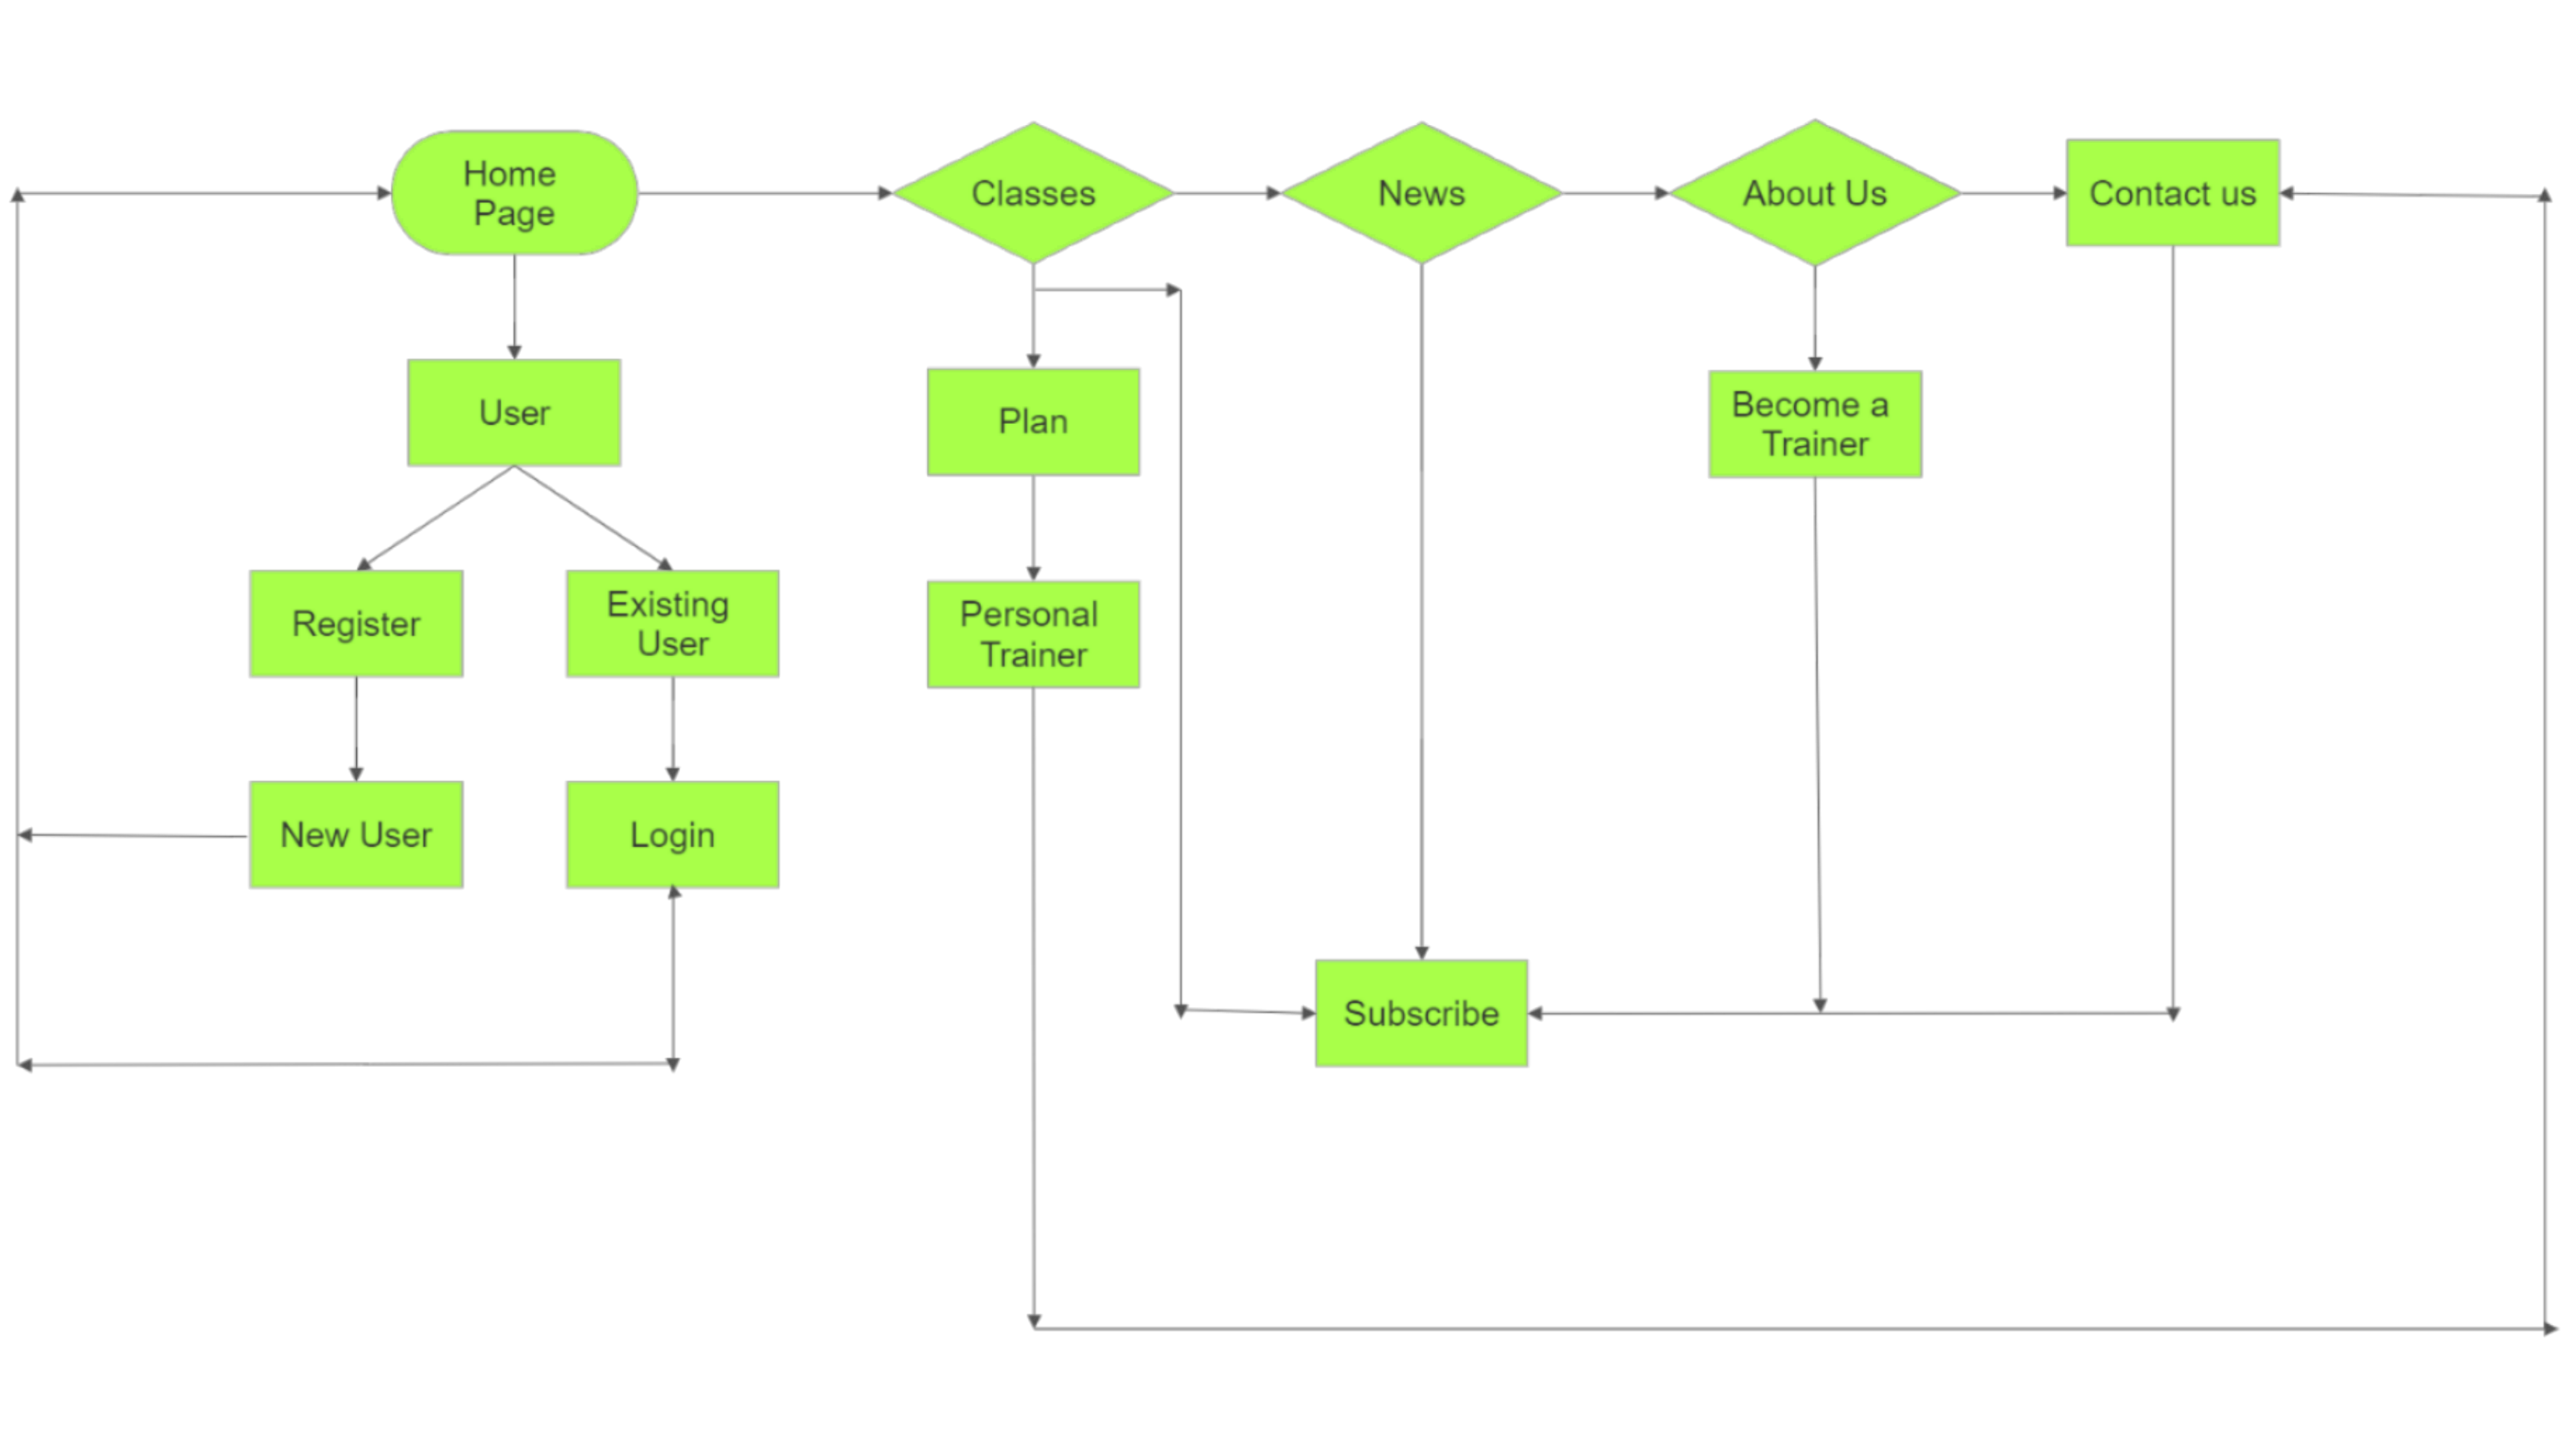 Home
Page
Classes
News
About Us
Contact us
User
Plan
Become a
Trainer
Register
Existing
User
Personal
Trainer
New User
Login
Subscribe